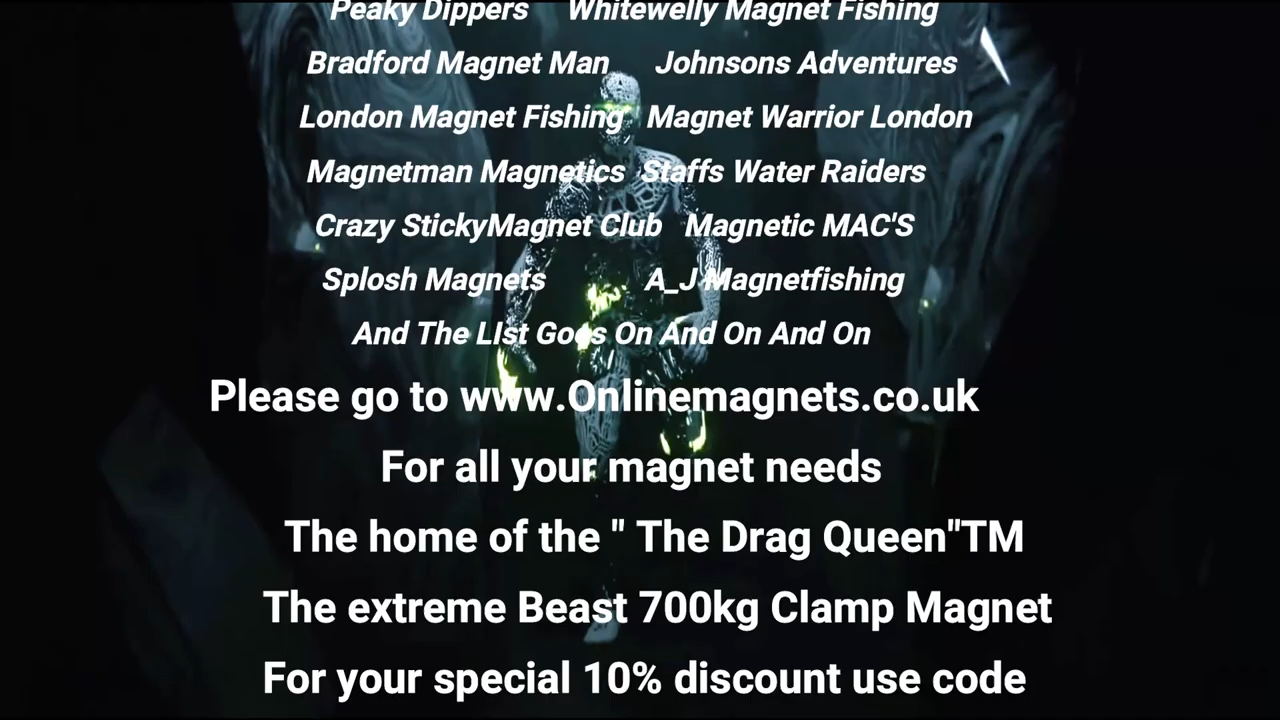 Peaky Dippers Whitewelly Magnet Fishing
Bradford Magnet Man Johnsons Adventures
London Magnet Fishing Magnet Warrior London
Magnetman Magnetics Staffs Water Raiders
Crazy StickyMagnet Club Magnetic MAC'S
Splosh Magnets A_J Magnetfishing
And The LIst Goes On And On And On
Please go to www.Onlinemagnets.co.uk
For all your magnet needs
The home of the " The Drag Queen"TM
The extreme Beast 700kg Clamp Magnet
For your special 10% discount use code